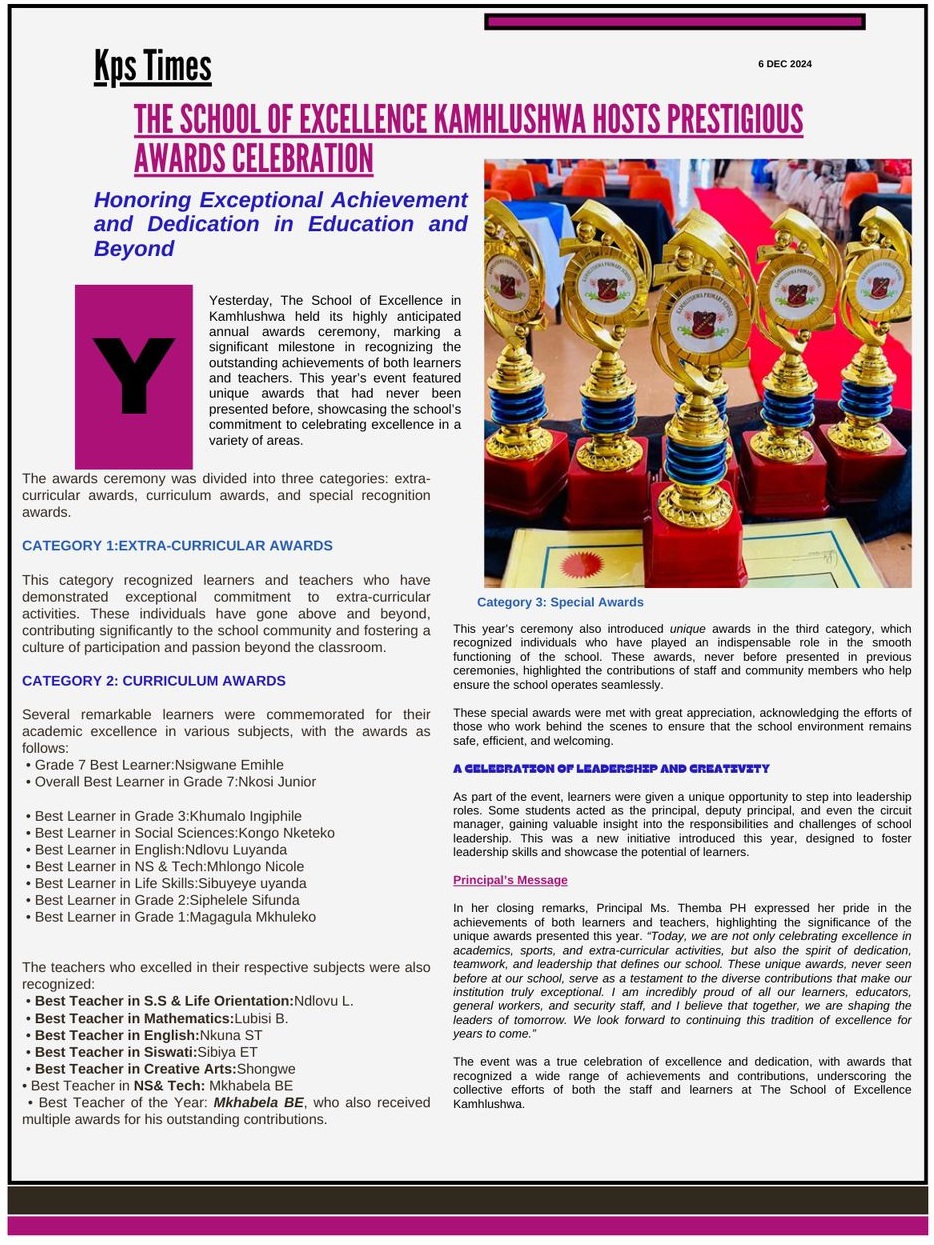 Kps Times
6 DEC 2024
THE SCHOOL OF EXCELLENCE KAMHLUSHWA HOSTS PRESTIGIOUS
AWARDS CELEBRATION
Honoring Exceptional Achievement
and Dedication in Education and
Beyond
Y
Yesterday, The School of Excellence in
Kamhlushwa held its highly anticipated
annual awards ceremony, marking a
significant milestone in recognizing the
outstanding achievements of both learners
and teachers. This year's event featured
unique awards that had never been
presented before, showcasing the school's
commitment to celebrating excellence in a
variety of areas.
The awards ceremony was divided into three categories: extra-
curricular awards, curriculum awards, and special recognition
awards.
CATEGORY 1:EXTRA-CURRICULAR AWARDS
This category recognized learners and teachers who have
demonstrated exceptional commitment to extra-curricular
activities. These individuals have gone above and beyond,
contributing significantly to the school community and fostering a
culture of participation and passion beyond the classroom.
CATEGORY 2: CURRICULUM AWARDS
Several remarkable learners were commemorated for their
academic excellence in various subjects, with the awards as
follows:
• Grade 7 Best Learner:Nsigwane Emihle
• Overall Best Learner in Grade 7:Nkosi Junior
• Best Learner in Grade 3:Khumalo Ingiphile
• Best Learner in Social Sciences:Kongo Nketeko
• Best Learner in English:Ndlovu Luyanda
• Best Learner in NS & Tech:Mhlongo Nicole
• Best Learner in Life Skills:Sibuyeye uyanda
• Best Learner in Grade 2:Siphelele Sifunda
• Best Learner in Grade 1:Magagula Mkhuleko
The teachers who excelled in their respective subjects were also
recognized:
• Best Teacher in S.S & Life Orientation:Ndlovu L.
• Best Teacher in Mathematics:Lubisi B.
• Best Teacher in English:Nkuna ST
• Best Teacher in Siswati:Sibiya ET
• Best Teacher in Creative Arts:Shongwe
• Best Teacher in NS& Tech: Mkhabela BE
• Best Teacher of the Year: Mkhabela BE, who also received
multiple awards for his outstanding contributions.
KAMHLUSHWA PRIMARY SCHOOL
KAMHLUSHWA PRIMARY SCHOOL
KAMHLUSHWA PRIMARY SCHOOL
KAMHLUSHWA PRIMARY SCHOOL
Category 3: Special Awards
This year's ceremony also introduced unique awards in the third category, which
recognized individuals who have played an indispensable role in the smooth
functioning of the school. These awards, never before presented in previous
ceremonies, highlighted the contributions of staff and community members who help
ensure the school operates seamlessly.
These special awards were met with great appreciation, acknowledging the efforts of
those who work behind the scenes to ensure that the school environment remains
safe, efficient, and welcoming.
A CELEBRATION OF LEADERSHIP AND CREATIVITY
As part of the event, learners were given a unique opportunity to step into leadership
roles. Some students acted as the principal, deputy principal, and even the circuit
manager, gaining valuable insight into the responsibilities and challenges of school
leadership. This was a new initiative introduced this year, designed to foster
leadership skills and showcase the potential of learners.
Principal's Message
In her closing remarks, Principal Ms. Themba PH expressed her pride in the
achievements of both learners and teachers, highlighting the significance of the
unique awards presented this year. “Today, we are not only celebrating excellence in
academics, sports, and extra-curricular activities, but also the spirit of dedication,
teamwork, and leadership that defines our school. These unique awards, never seen
before at our school, serve as a testament to the diverse contributions that make our
institution truly exceptional. I am incredibly proud of all our learners, educators,
general workers, and security staff, and I believe that together, we are shaping the
leaders of tomorrow. We look forward to continuing this tradition of excellence for
years to come.”
The event was a true celebration of excellence and dedication, with awards that
recognized a wide range of achievements and contributions, underscoring the
collective efforts of both the staff and learners at The School of Excellence
Kamhlushwa.